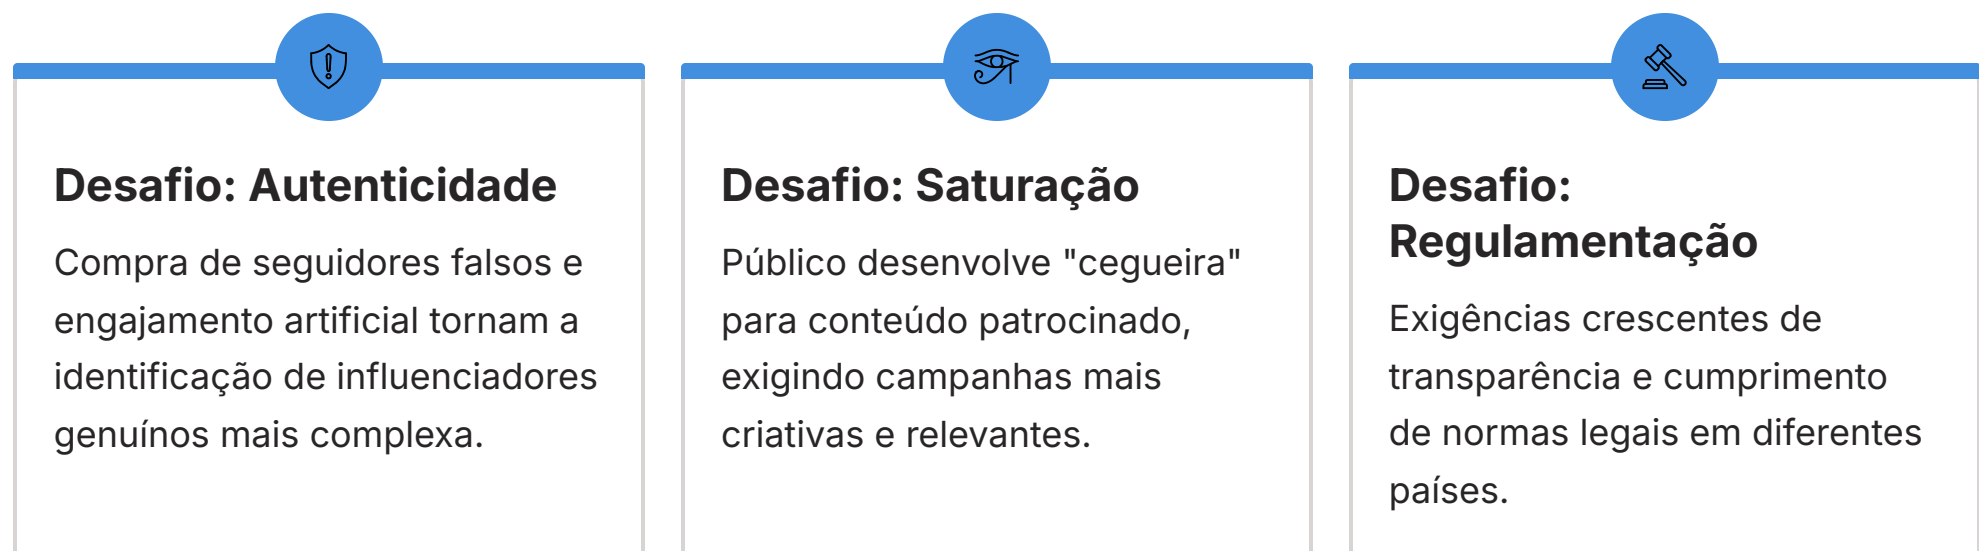 Desafio: Autenticidade
Compra de seguidores falsos e
engajamento artificial tornam a
identificação de influenciadores
genuínos mais complexa.
Desafio: Saturação
Público desenvolve "cegueira"
para conteúdo patrocinado,
exigindo campanhas mais
criativas e relevantes.
Desafio:
Regulamentação
Exigências crescentes de
transparência e cumprimento
de normas legais em diferentes
países.